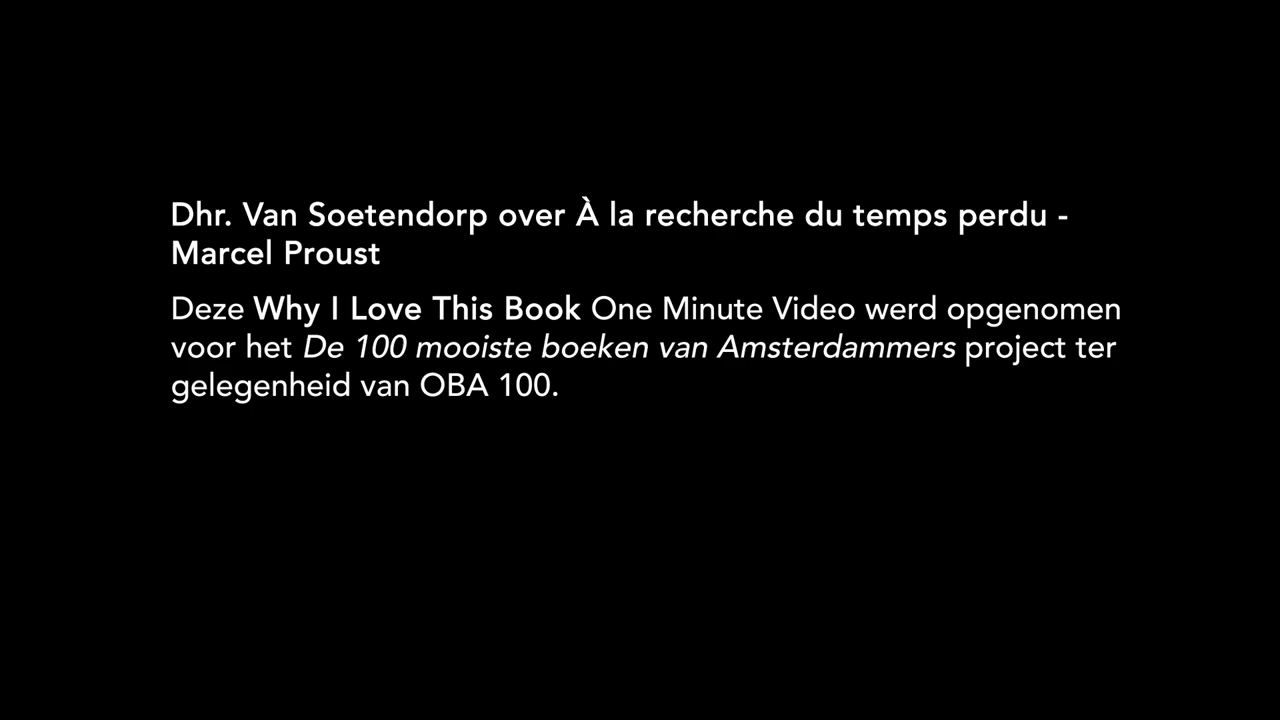 Dhr. Van Soetendorp over À la recherche du temps perdu -
Marcel Proust
Deze Why I Love This Book One Minute Video werd opgenomen
voor het De 100 mooiste boeken van Amsterdammers project ter
gelegenheid van OBA 100.